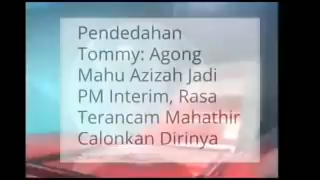 Pendedahan
Tommy: Agong
Mahu Azizah Jadi
PM Interim, Rasa
Terancam Mahathir
Calonkan Dirinya